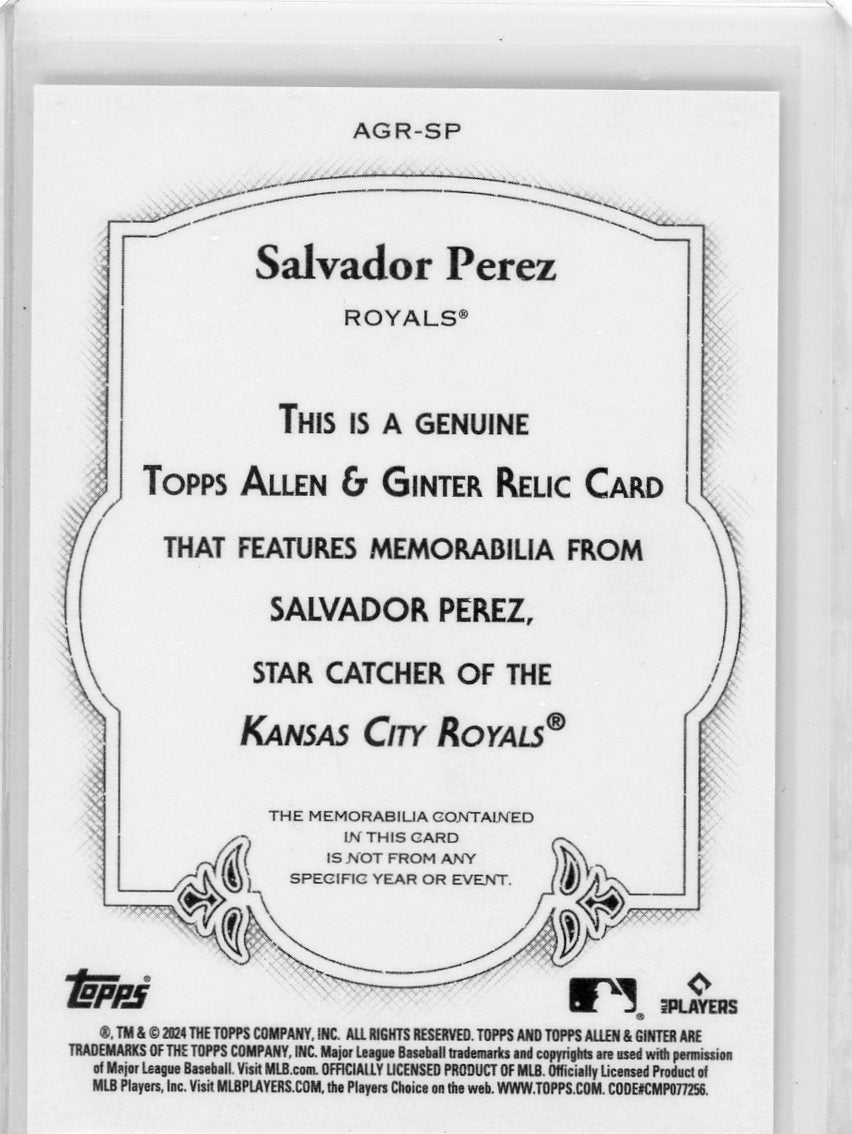 AGR-SP
Salvador Perez
ROYALS®
THIS IS A GENUINE
TOPPS ALLEN & GINTER RELIC CARD
THAT FEATURES MEMORABILIA FROM
SALVADOR PEREZ,
STAR CATCHER OF THE
KANSAS CITY ROYALS®
THE MEMORABILIA CONTAINED
IN THIS CARD
IS NOT FROM ANY
SPECIFIC YEAR OR EVENT.
topps®
®
MLB PLAYERS
®, TM & © 2024 THE TOPPS COMPANY, INC. ALL RIGHTS RESERVED. TOPPS AND TOPPS ALLEN & GINTER ARE
TRADEMARKS OF THE TOPPS COMPANY, INC. Major League Baseball trademarks and copyrights are used with permission
of Major League Baseball. Visit MLB.com. OFFICIALLY LICENSED PRODUCT OF MLB. Officially Licensed Product of
MLB Players, Inc. Visit MLBPLAYERS.COM, the Players Choice on the web. WWW.TOPPS.COM. CODE#CMP077256.